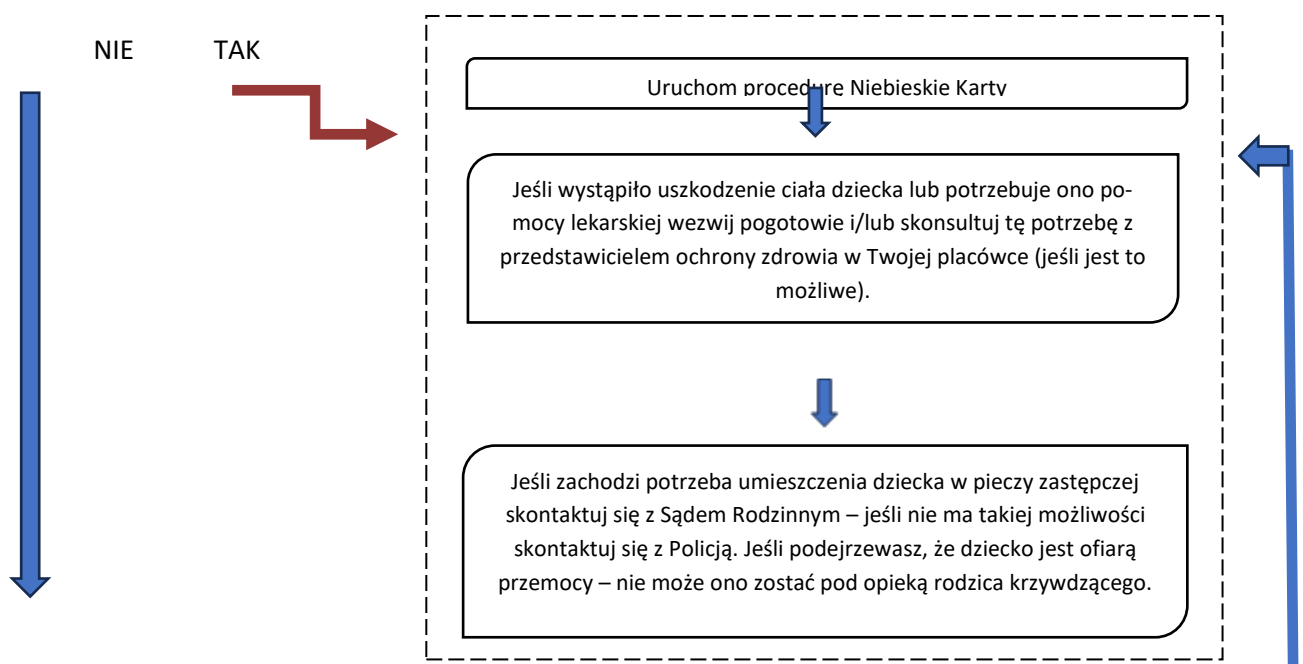 NIE TAK
Uruchom procedurę Niebieskie Karty
Jeśli wystąpiło uszkodzenie ciała dziecka lub potrzebuje ono po-
mocy lekarskiej wezwij pogotowie i/lub skonsultuj tę potrzebę z
przedstawicielem ochrony zdrowia w Twojej placówce (jeśli jest to
możliwe).
Jeśli zachodzi potrzeba umieszczenia dziecka w pieczy zastępczej
skontaktuj się z Sądem Rodzinnym – jeśli nie ma takiej możliwości
skontaktuj się z Policją. Jeśli podejrzewasz, że dziecko jest ofiarą
przemocy – nie może ono zostać pod opieką rodzica krzywdzącego.